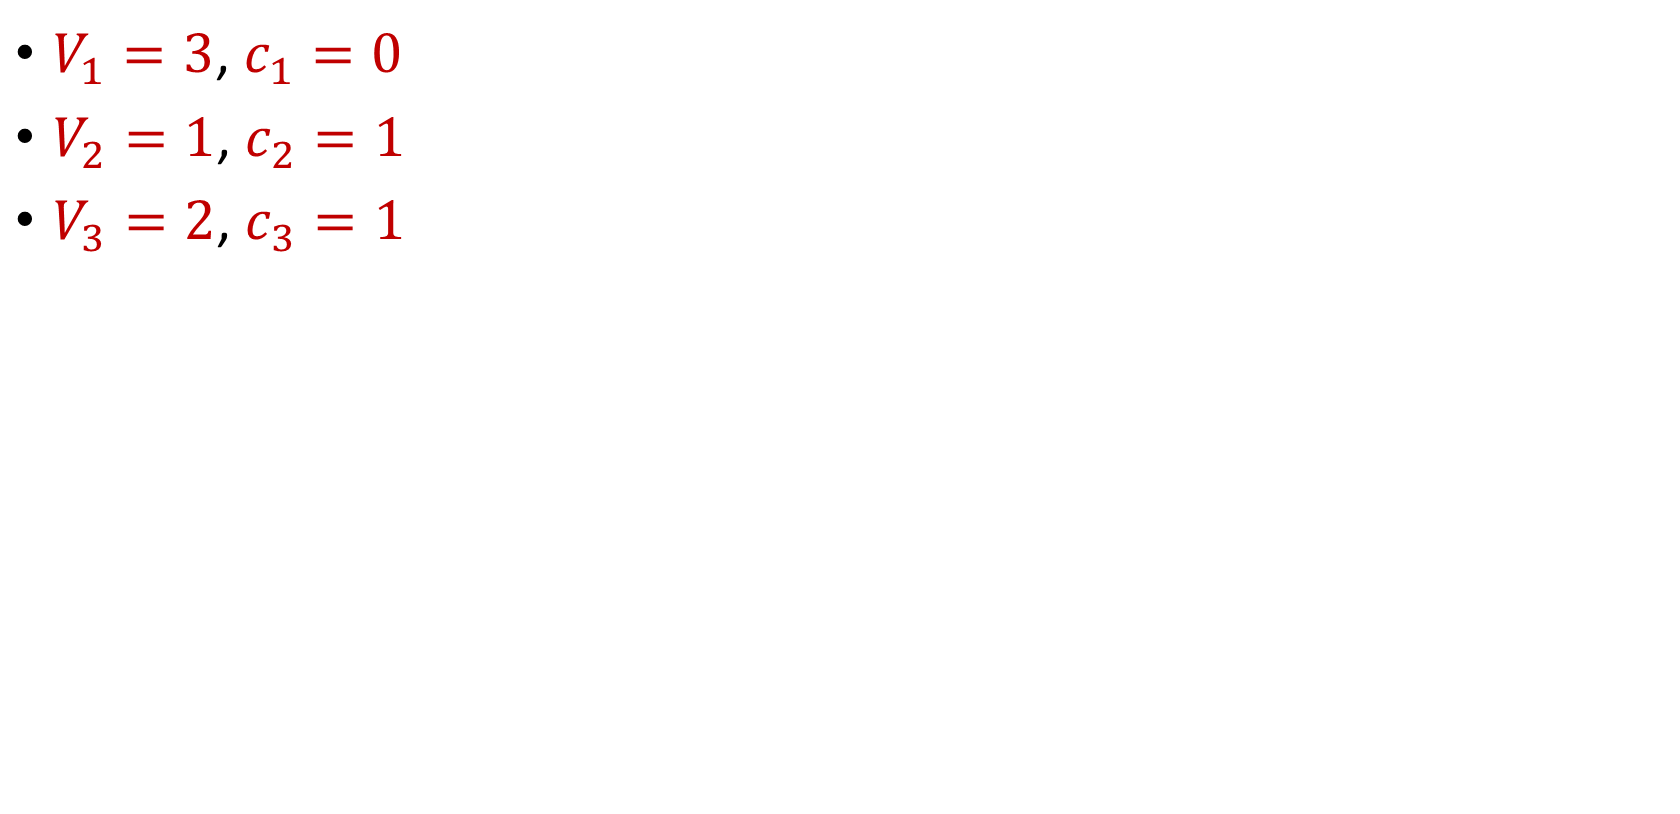 • V₁ = 3, c₁ = 0
• V₂ = 1, c₂ = 1
• V₃ = 2, c₃ = 1